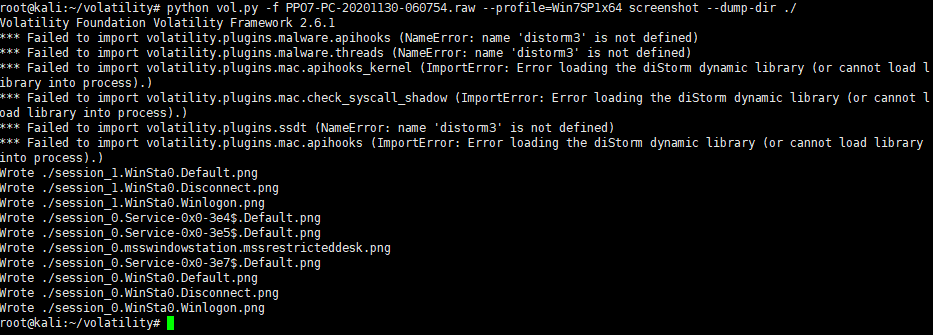 root@kali:~/volatility# python vol.py -f PPO7-PC-20201130-060754.raw --profile=Win7SP1x64 screenshot --dump-dir ./
Volatility Foundation Volatility Framework 2.6.1
*** Failed to import volatility.plugins.malware.apihooks (NameError: name 'distorm3' is not defined)
*** Failed to import volatility.plugins.malware.threads (NameError: name 'distorm3' is not defined)
*** Failed to import volatility.plugins.mac.apihooks_kernel (ImportError: Error loading the diStorm dynamic library (or cannot load l
ibrary into process).)
*** Failed to import volatility.plugins.mac.check_syscall_shadow (ImportError: Error loading the diStorm dynamic library (or cannot l
oad library into process).)
*** Failed to import volatility.plugins.ssdt (NameError: name 'distorm3' is not defined)
*** Failed to import volatility.plugins.mac.apihooks (ImportError: Error loading the diStorm dynamic library (or cannot load library
into process).)
Wrote ./session_1.WinSta0.Default.png
Wrote ./session_1.WinSta0.Disconnect.png
Wrote ./session_1.WinSta0.Winlogon.png
Wrote ./session_0.Service-0x0-3e4$.Default.png
Wrote ./session_0.Service-0x0-3e5$.Default.png
Wrote ./session_0.msswindowstation.mssrestricteddesk.png
Wrote ./session_0.Service-0x0-3e7$.Default.png
Wrote ./session_0.WinSta0.Default.png
Wrote ./session_0.WinSta0.Disconnect.png
Wrote ./session_0.WinSta0.Winlogon.png
root@kali:~/volatility#